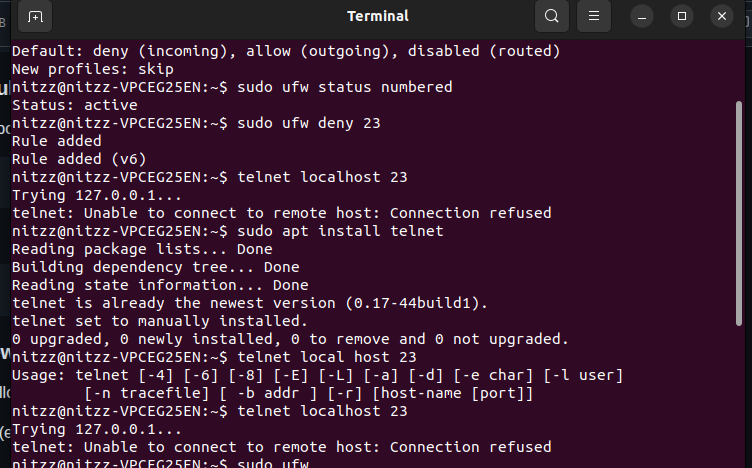 Terminal
Default: deny (incoming), allow (outgoing), disabled (routed)
New profiles: skip
nitzz@nitzz-VPCEG25EN:~$ sudo ufw status numbered
Status: active
nitzz@nitzz-VPCEG25EN:~$ sudo ufw deny 23
Rule added
Rule added (v6)
nitzz@nitzz-VPCEG25EN:~$ telnet localhost 23
Trying 127.0.0.1...
telnet: Unable to connect to remote host: Connection refused
nitzz@nitzz-VPCEG25EN:~$ sudo apt install telnet
Reading package lists... Done
Building dependency tree... Done
Reading state information... Done
telnet is already the newest version (0.17-44build1).
telnet set to manually installed.
0 upgraded, 0 newly installed, 0 to remove and 0 not upgraded.
nitzz@nitzz-VPCEG25EN:~$ telnet local host 23
Usage: telnet [-4] [-6] [-8] [-E] [-L] [-a] [-d] [-e char] [-l user]
[-n tracefile] [ -b addr ] [-r] [host-name [port]]
nitzz@nitzz-VPCEG25EN:~$ telnet localhost 23
Trying 127.0.0.1...
telnet: Unable to connect to remote host: Connection refused
nitzz@nitzz-VPCEG25EN:~$ sudo ufw